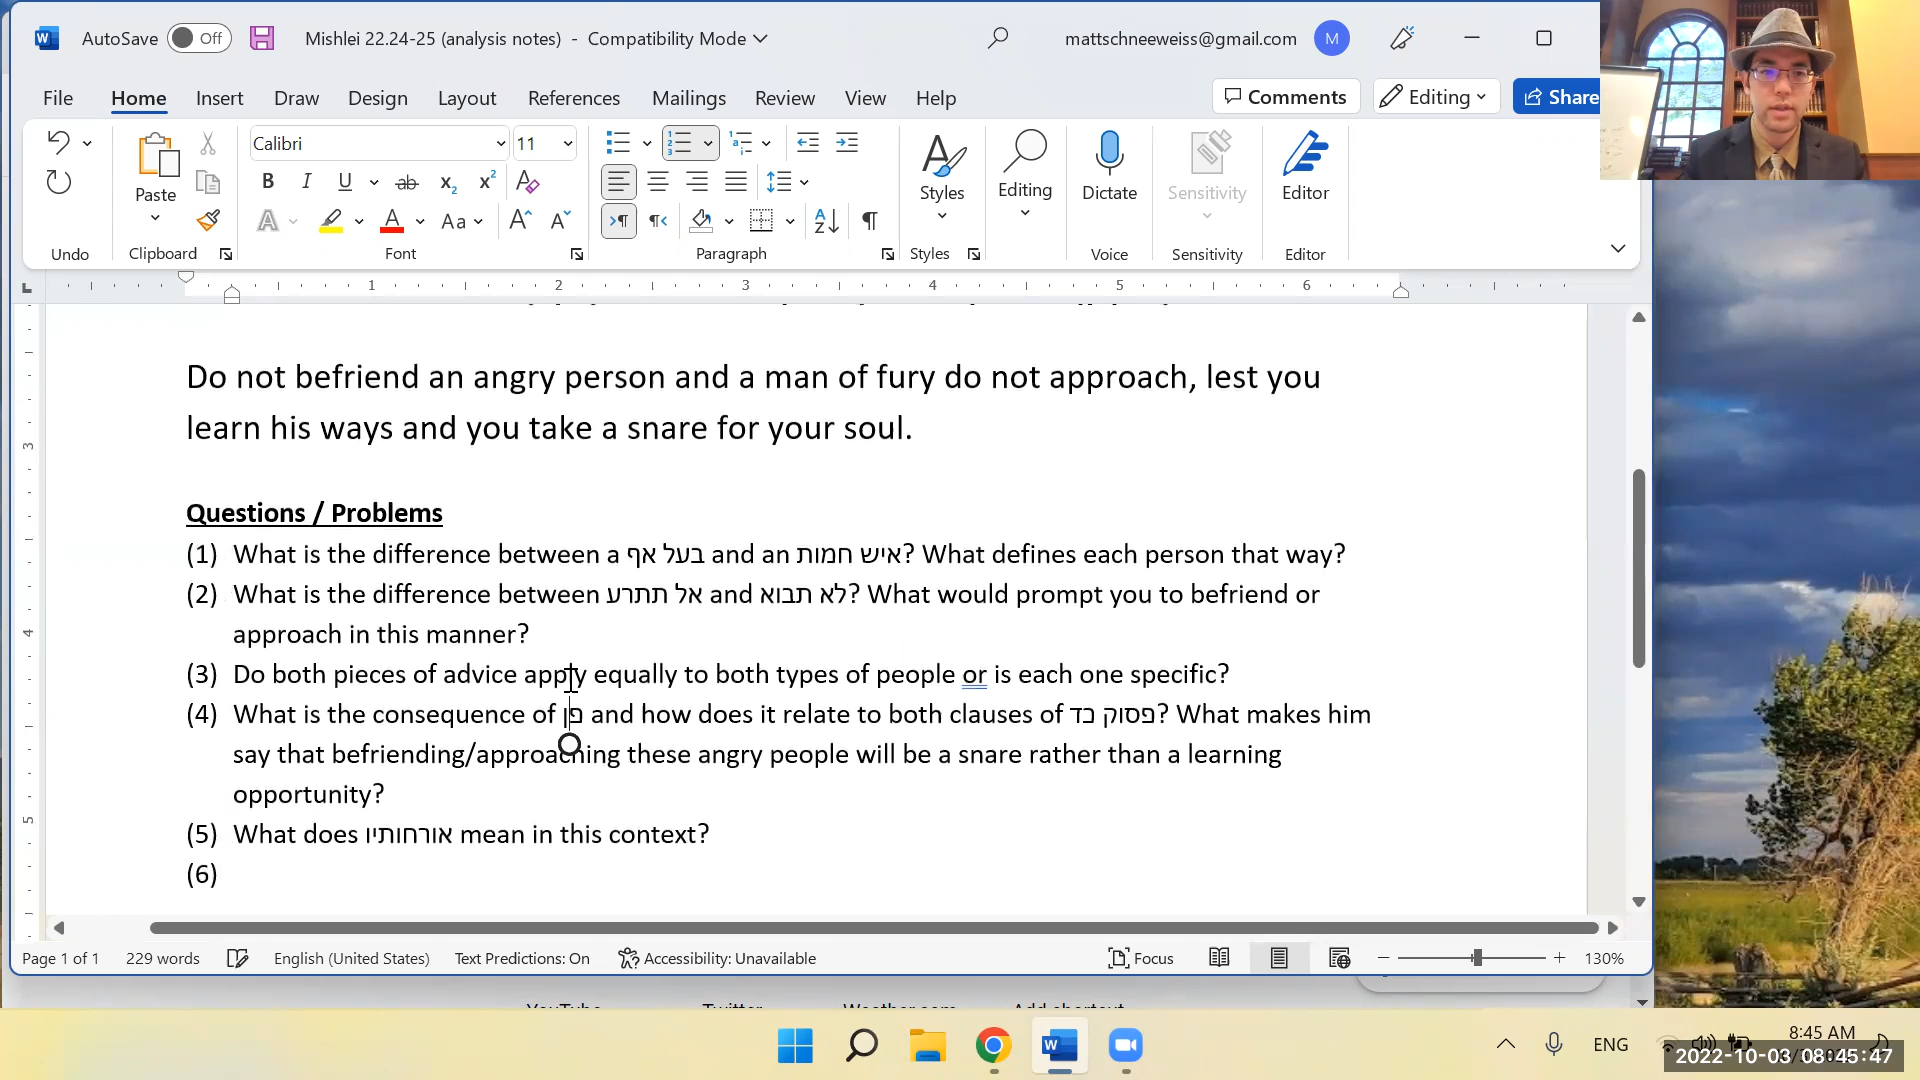 AutoSave Off Mishlei 22.24-25 (analysis notes) - Compatibility Mode mattschneeweiss@gmail.com M
File Home Insert Draw Design Layout References Mailings Review View Help Comments Editing Share
Calibri 11
Paste Styles Editing Dictate Sensitivity Editor
Undo Clipboard Font Paragraph Styles Voice Sensitivity Editor
1 2 3 4 5 6
Do not befriend an angry person and a man of fury do not approach, lest you
learn his ways and you take a snare for your soul.
Questions / Problems
(1) What is the difference between a בעל אף and an איש חמות? What defines each person that way?
(2) What is the difference between אל תתרע and לא תבוא? What would prompt you to befriend or
approach in this manner?
(3) Do both pieces of advice apply equally to both types of people or is each one specific?
(4) What is the consequence of פן and how does it relate to both clauses of פסוק כד? What makes him
say that befriending/approaching these angry people will be a snare rather than a learning
opportunity?
(5) What does אורחותיו mean in this context?
(6)
3
4
5
Page 1 of 1 229 words English (United States) Text Predictions: On Accessibility: Unavailable Focus 130%
ENG 8:45 AM
2022-10-03 08:45:47